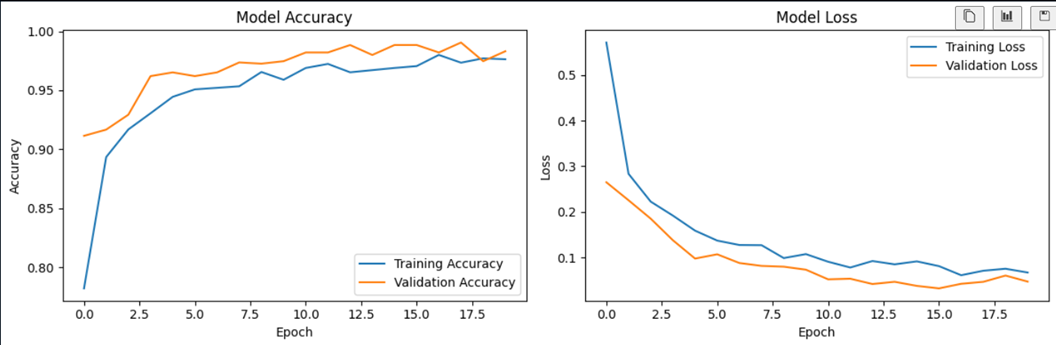 Model Accuracy
1.00
0.95
0.90
0.85
0.80
Accuracy
Training Accuracy
Validation Accuracy
0.0 2.5 5.0 7.5 10.0 12.5 15.0 17.5
Epoch
Model Loss
0.5
0.4
0.3
0.2
0.1
Loss
Training Loss
Validation Loss
0.0 2.5 5.0 7.5 10.0 12.5 15.0 17.5
Epoch